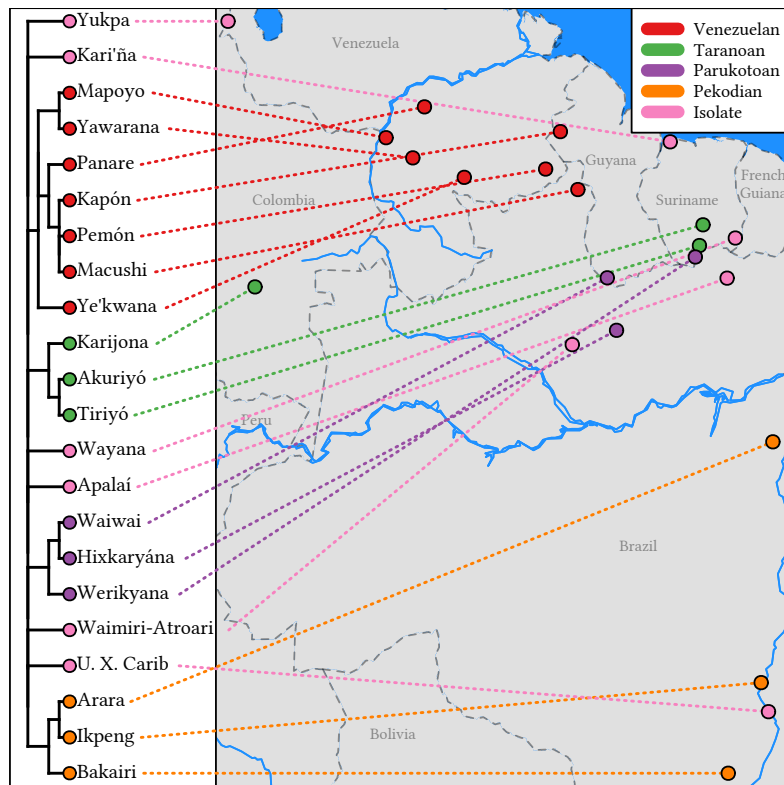 Yukpa
Kari'ña
Mapoyo
Yawarana
Panare
Kapón
Pemón
Macushi
Ye'kwana
Karijona
Akuriyó
Tiriyó
Wayana
Apalaí
Waiwai
Hixkaryána
Werikyana
Waimiri-Atroari
U. X. Carib
Arara
Ikpeng
Bakairi
Venezuela
Colombia
Guyana
Suriname
French
Guiana
Peru
Brazil
Bolivia
Venezuelan
Taranoan
Parukotoan
Pekodian
Isolate